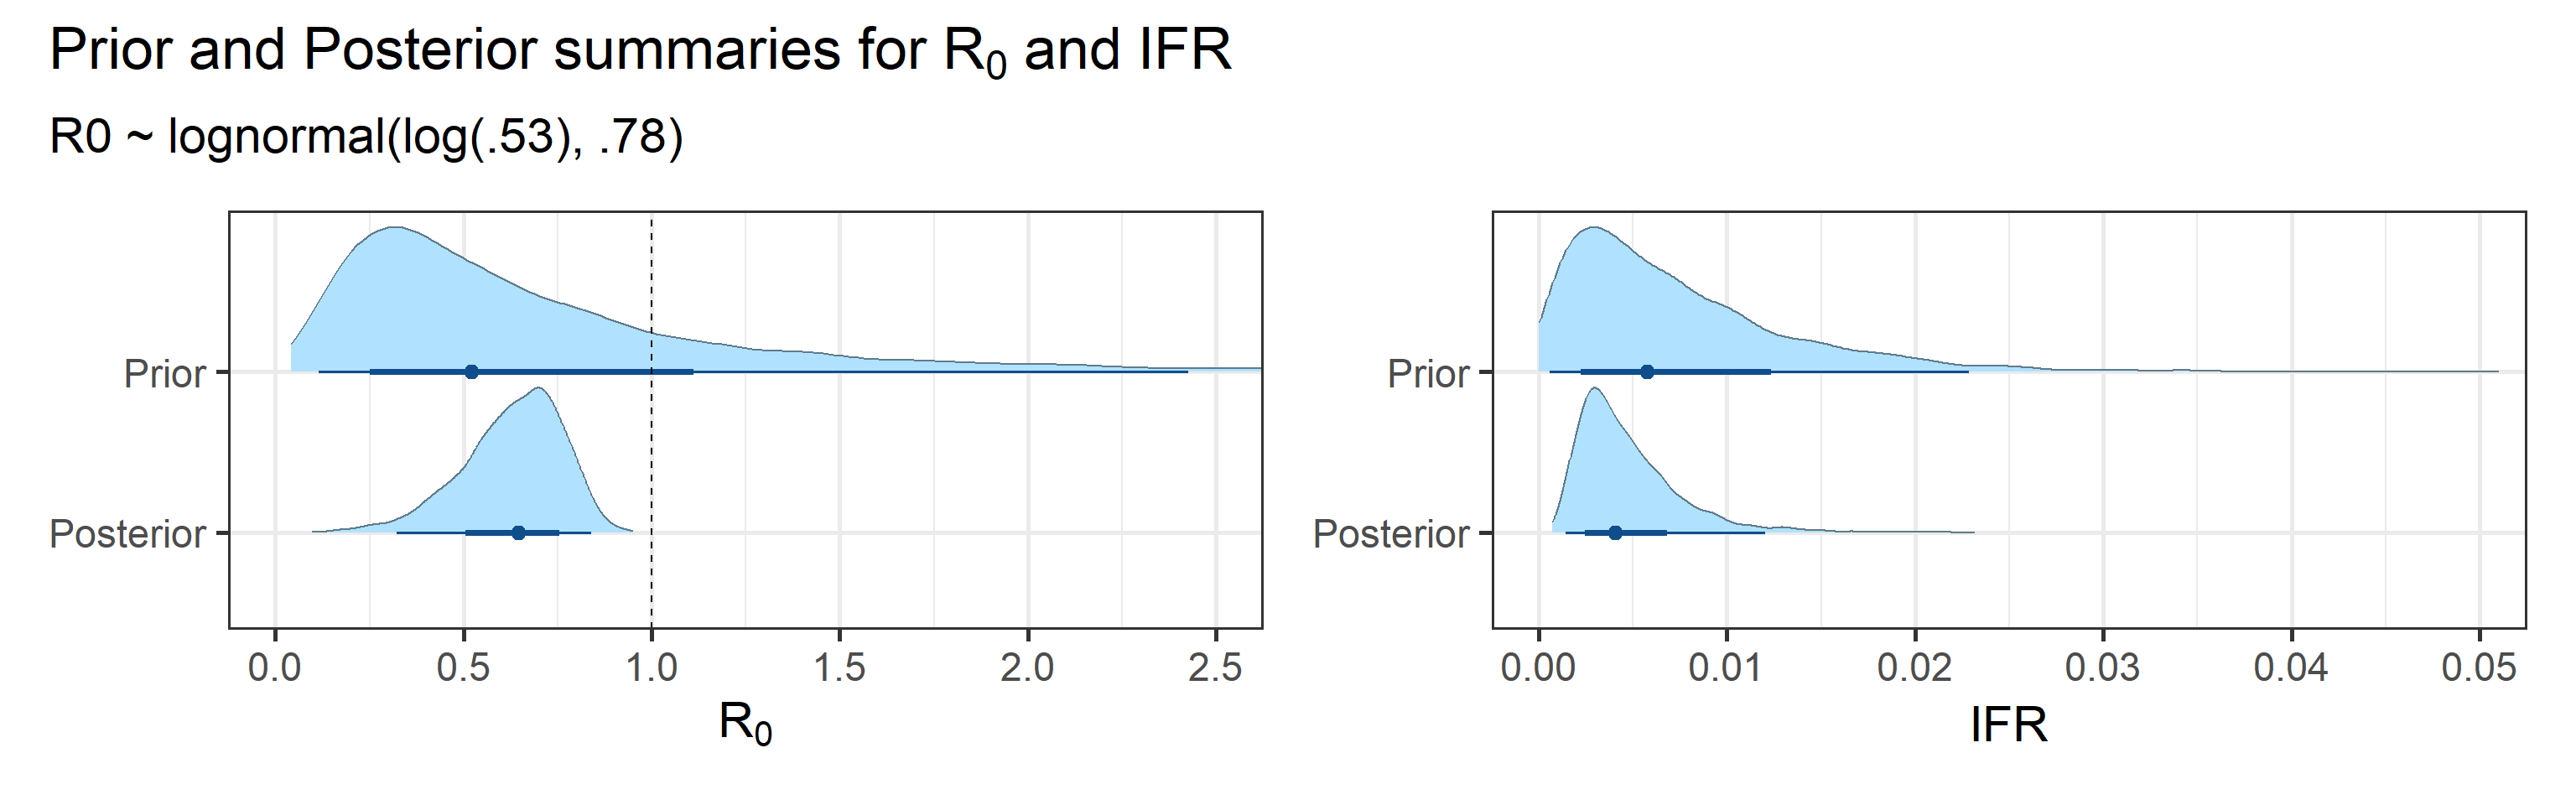 Prior and Posterior summaries for R₀ and IFR
R0 ~ lognormal(log(.53), .78)
Prior
Posterior
0.0 0.5 1.0 1.5 2.0 2.5
R₀
Prior
Posterior
0.00 0.01 0.02 0.03 0.04 0.05
IFR